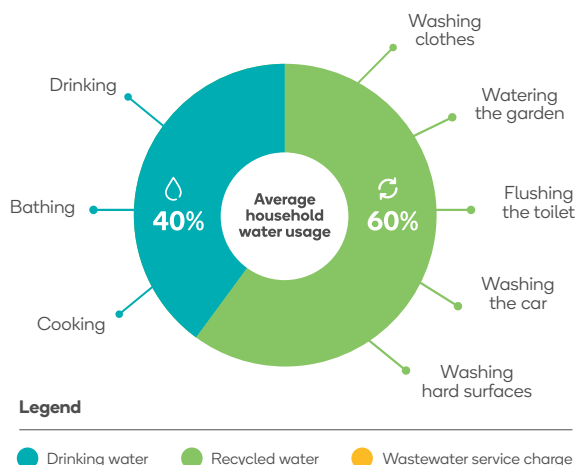 Washing
clothes
Drinking
Watering
the garden
Bathing
40%
Average
household
water usage
60%
Flushing
the toilet
Washing
the car
Cooking
Washing
hard surfaces
Legend
Drinking water
Recycled water
Wastewater service charge